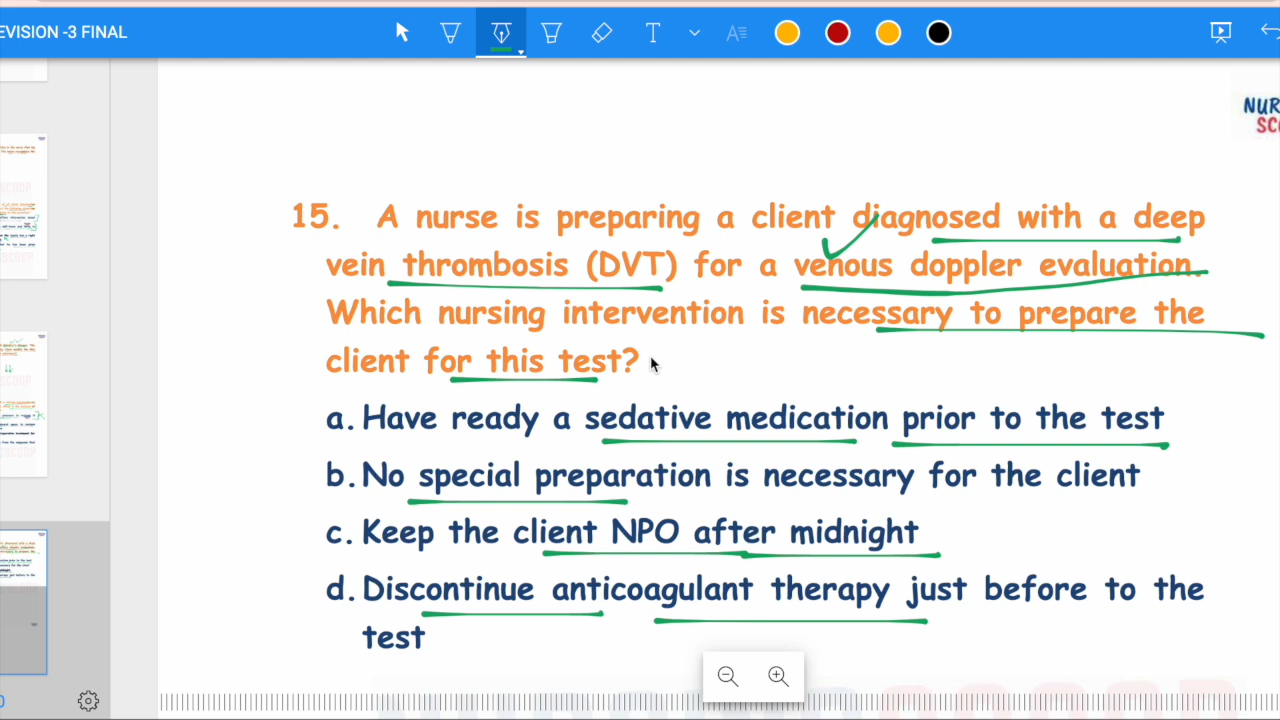 EVISION -3 FINAL
NUR
SC
15. A nurse is preparing a client diagnosed with a deep
vein thrombosis (DVT) for a venous doppler evaluation.
Which nursing intervention is necessary to prepare the
client for this test?
a. Have ready a sedative medication prior to the test
b. No special preparation is necessary for the client
c. Keep the client NPO after midnight
d. Discontinue anticoagulant therapy just before to the
test